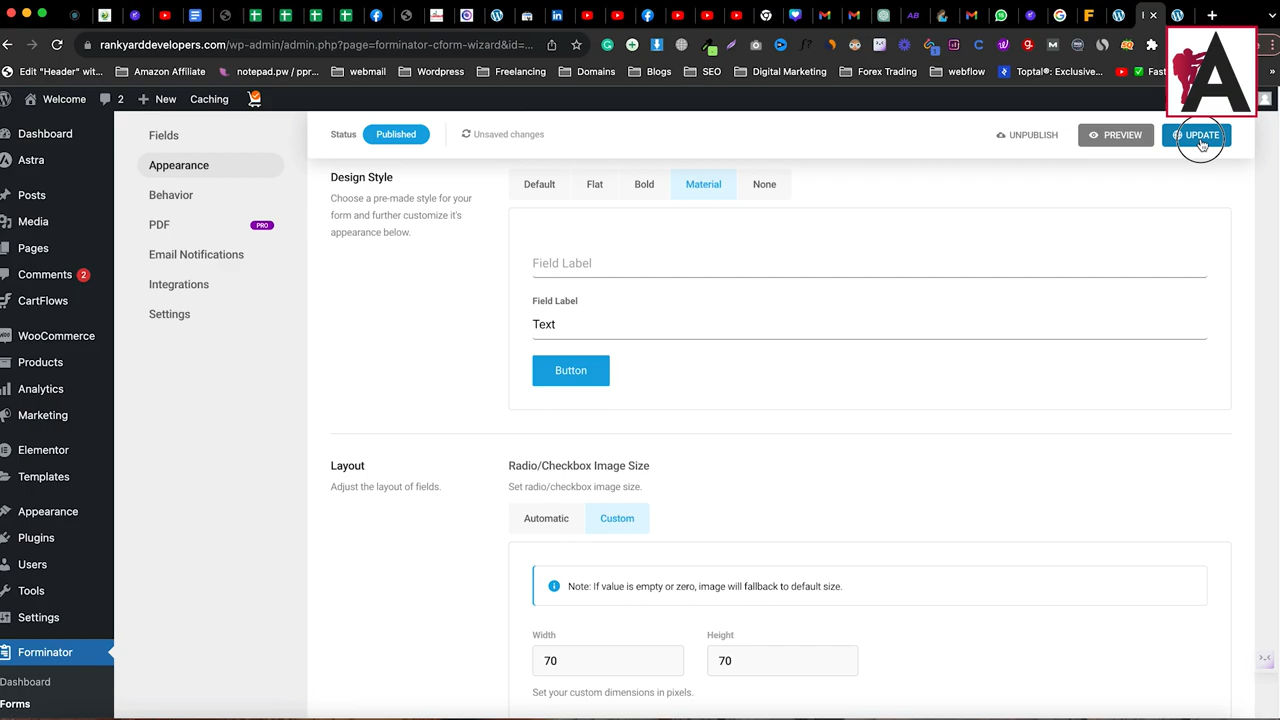 rankyarddevelopers.com/wp-admin/admin.php?page=forminator-cform-wizard&id=...
Edit "Header" wit...
Amazon Affiliate
notepad.pw / ppr...
webmail
Wordpress
Freelancing
Domains
Blogs
SEO
Digital Marketing
Forex Trading
webflow
Toptal®: Exclusive...
Welcome
2
New
Caching
A
Dashboard
Astra
Posts
Media
Pages
Comments 2
CartFlows
WooCommerce
Products
Analytics
Marketing
Elementor
Templates
Appearance
Plugins
Users
Tools
Settings
Forminator
Dashboard
Forms
Fields
Appearance
Behavior
PDF PRO
Email Notifications
Integrations
Settings
Status Published Unsaved changes UNPUBLISH PREVIEW UPDATE
Design Style
Choose a pre-made style for your
form and further customize it's
appearance below.
Default Flat Bold Material None
Field Label
Field Label
Text
Button
Layout
Adjust the layout of fields.
Radio/Checkbox Image Size
Set radio/checkbox image size.
Automatic Custom
Note: If value is empty or zero, image will fallback to default size.
Width Height
70 70
Set your custom dimensions in pixels.